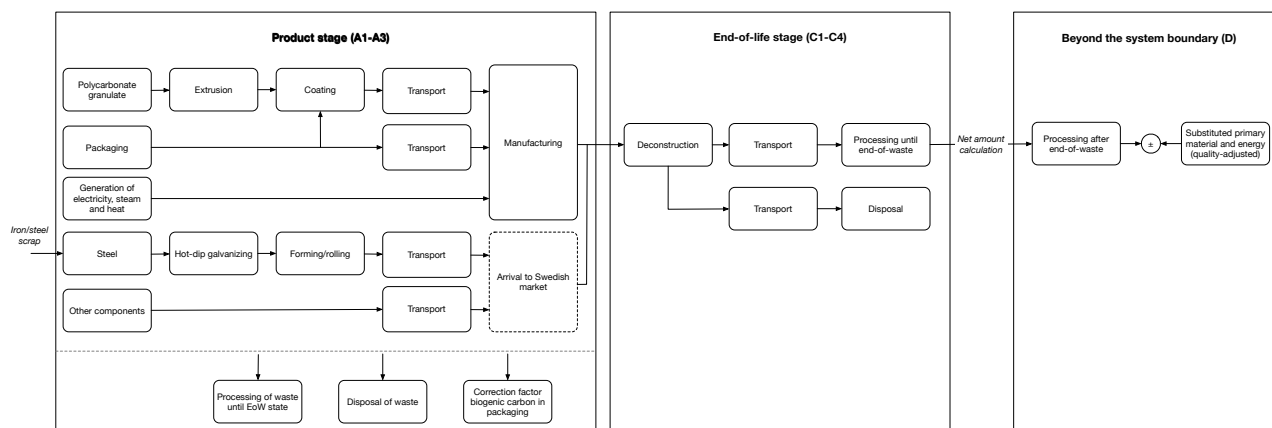 Product stage (A1-A3)
End-of-life stage (C1-C4)
Beyond the system boundary (D)
Polycarbonate
granulate
Extrusion
Coating
Transport
Packaging
Transport
Manufacturing
Generation of
electricity, steam
and heat
Iron/steel
scrap
Steel
Hot-dip galvanizing
Forming/rolling
Transport
Other components
Transport
Arrival to Swedish
market
Processing of waste
until EoW state
Disposal of waste
Correction factor
biogenic carbon in
packaging
Deconstruction
Transport
Processing until
end-of-waste
Transport
Disposal
Net amount
calculation
Processing after
end-of-waste
±
Substituted primary
material and energy
(quality-adjusted)